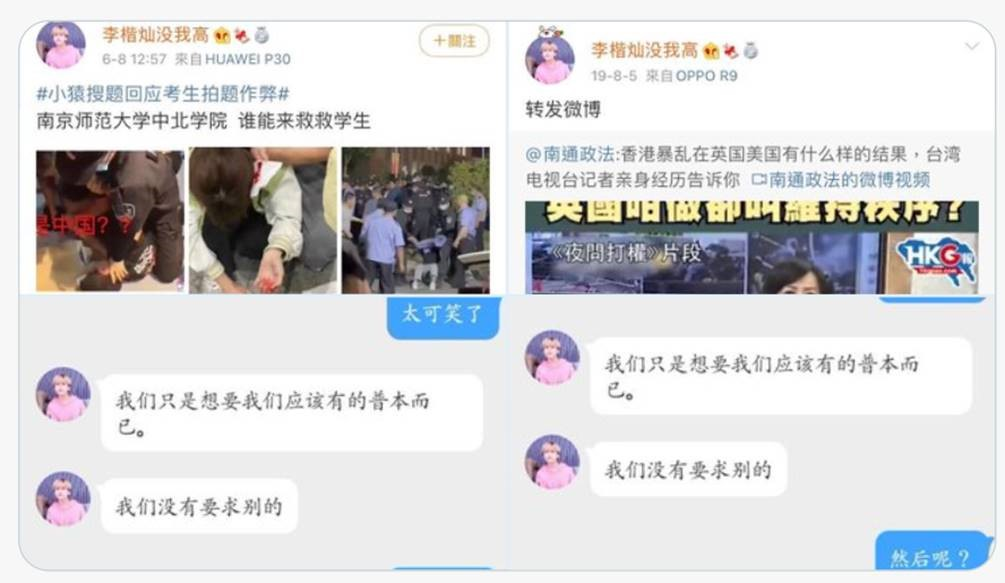 李楷灿没我高
6-8 12:57 來自 HUAWEI P30
+關注
#小猿搜题回应考生拍题作弊#
南京师范大学中北学院 谁能来救救学生
是中国？？
太可笑了
我们只是想要我们应该有的普本而
已。
我们没有要求别的
李楷灿没我高
19-8-5 來自 OPPO R9
转发微博
@南通政法:香港暴乱在英国美国有什么样的结果，台湾
电视台记者亲身经历告诉你 南通政法的微博视频
英國咁做卻叫維持秩序?
《夜問打權》片段
HKG報
我们只是想要我们应该有的普本而
已。
我们没有要求别的
然后呢？